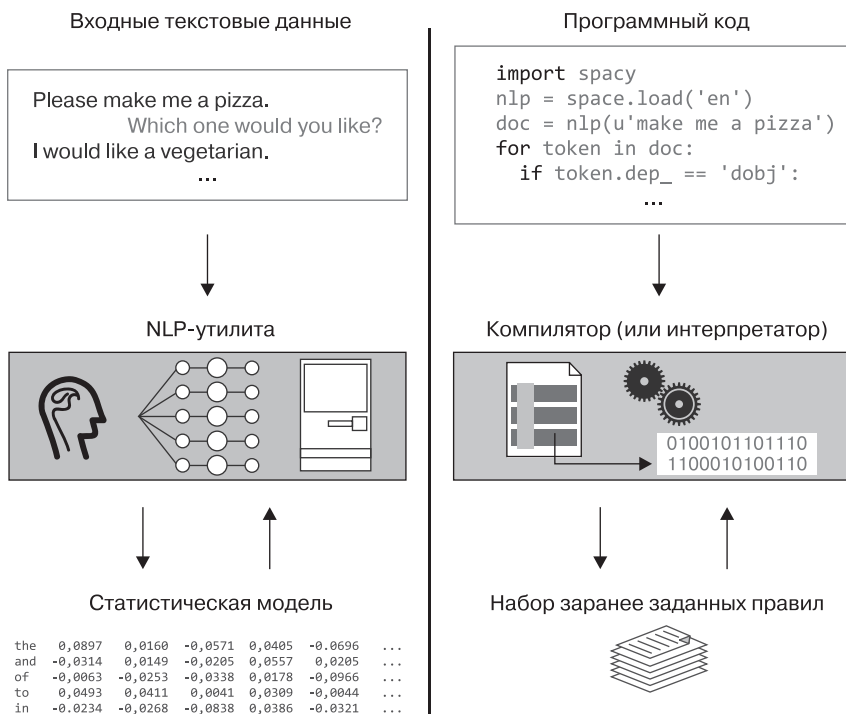 Входные текстовые данные
Please make me a pizza.
Which one would you like?
I would like a vegetarian.
...
NLP-утилита
Статистическая модель
the 0,0897 0,0160 -0,0571 0,0405 -0.0696 ...
and -0,0314 0,0149 -0,0205 0,0557 0,0205 ...
of -0,0063 -0,0253 -0,0338 0,0178 -0,0966 ...
to 0,0493 0,0411 0,0041 0,0309 -0,0044 ...
in -0.0234 -0,0268 -0,0838 0,0386 -0.0321 ...
Программный код
import spacy
nlp = space.load('en')
doc = nlp(u'make me a pizza')
for token in doc:
if token.dep_ == 'dobj':
...
Компилятор (или интерпретатор)
0100101101110
1100010100110
Набор заранее заданных правил